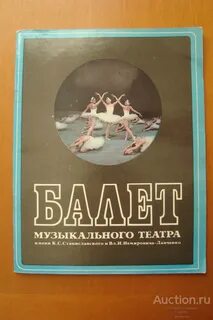 БАЛЕТ
МУЗЫКАЛЬНОГО ТЕАТРА
имени К.С.Станиславского и Вл.И.Немировича-Данченко
Auction.ru